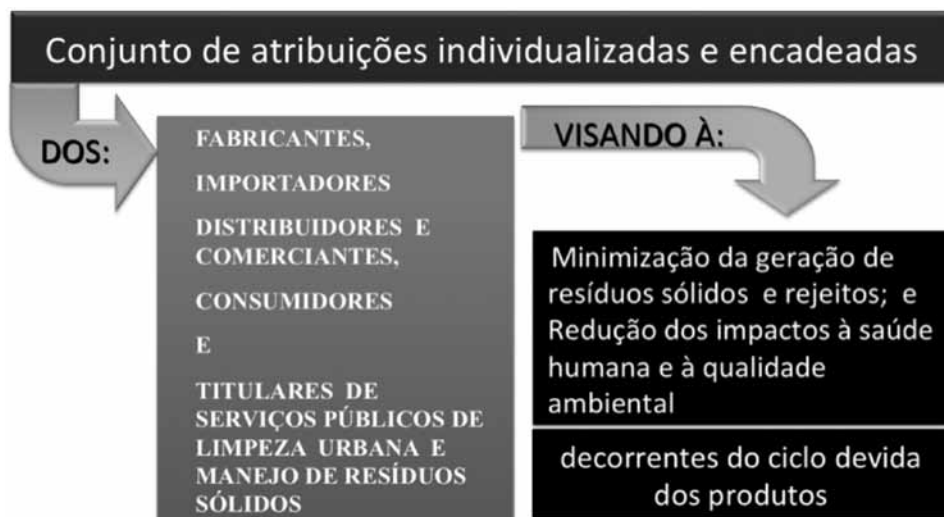 Conjunto de atribuições individualizadas e encadeadas
DOS:
FABRICANTES,
IMPORTADORES
DISTRIBUIDORES E
COMERCIANTES,
CONSUMIDORES
E
TITULARES DE
SERVIÇOS PÚBLICOS DE
LIMPEZA URBANA E
MANEJO DE RESÍDUOS
SÓLIDOS
VISANDO À:
Minimização da geração de
resíduos sólidos e rejeitos; e
Redução dos impactos à saúde
humana e à qualidade
ambiental
decorrentes do ciclo devida
dos produtos